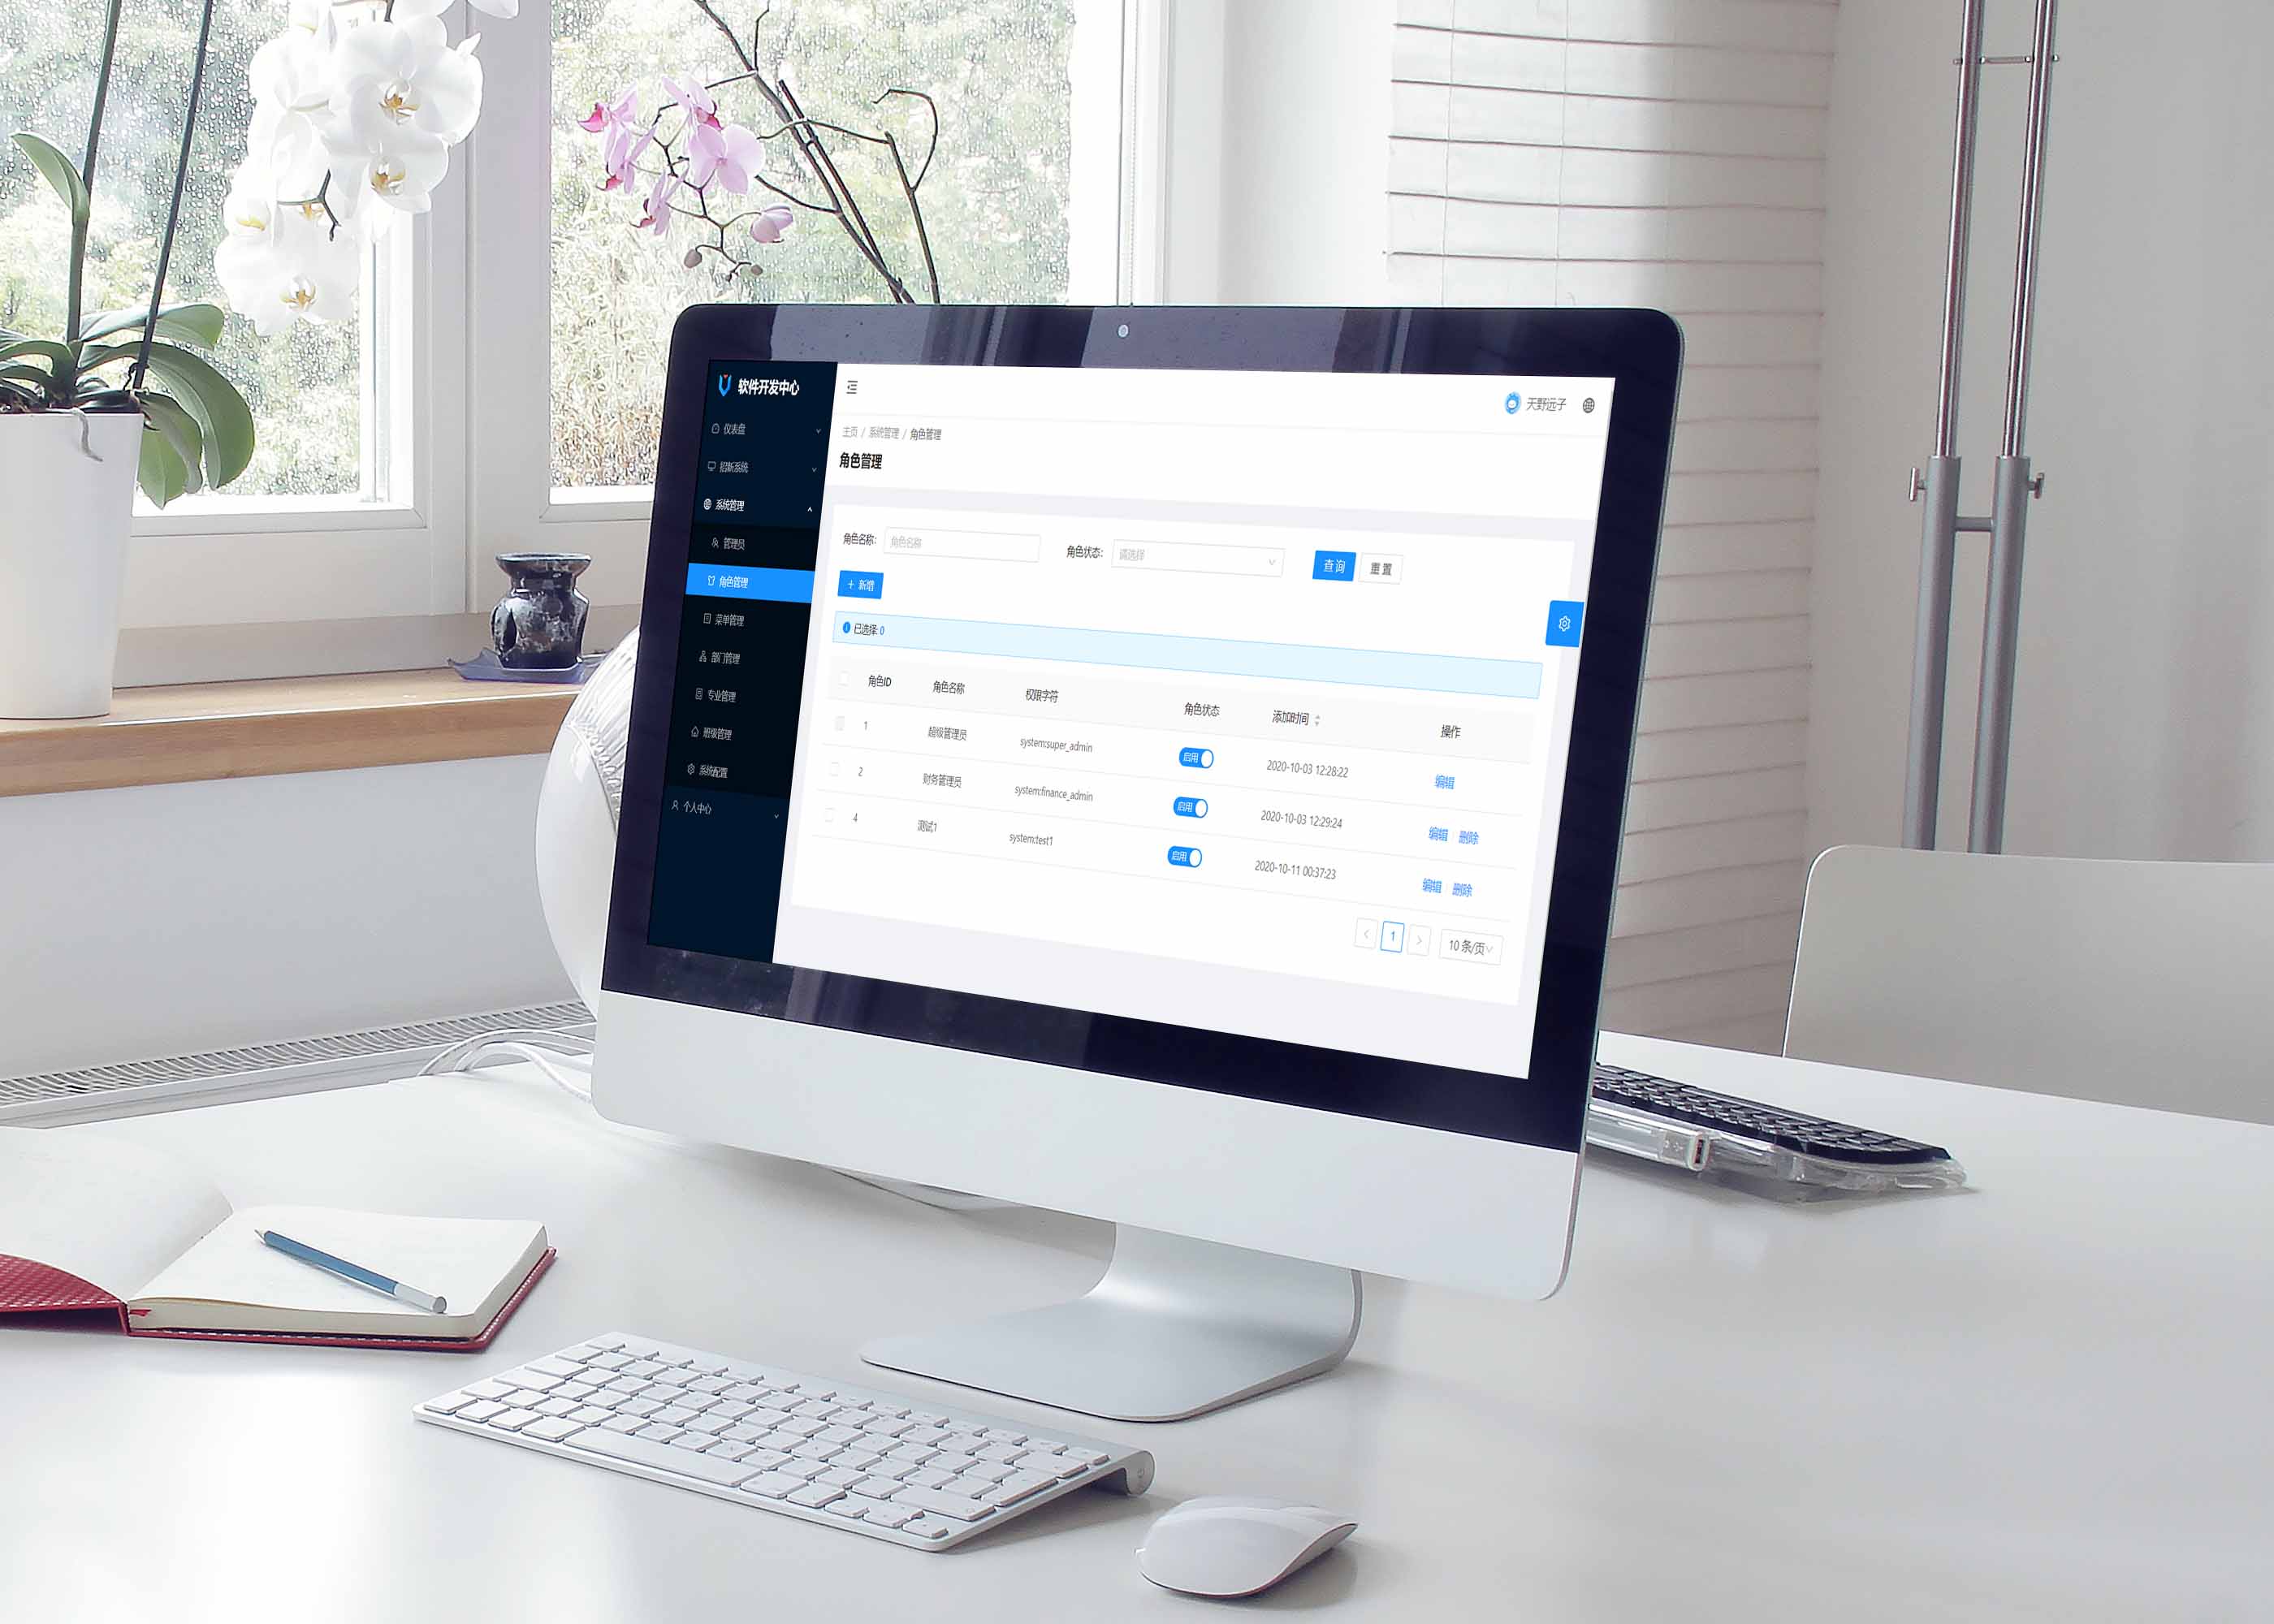 软件开发中心
天野远子
仪表盘
招新系统
系统管理
管理员
角色管理
菜单管理
部门管理
专业管理
班级管理
系统配置
个人中心
主页 / 系统管理 / 角色管理
角色管理
角色名称: 角色名称 角色状态: 请选择 查询 重置
+ 新增
已选择: 0
角色ID 角色名称 权限字符 角色状态 添加时间 操作
1 超级管理员 system:super_admin 启用 2020-10-03 12:28:22 编辑
2 财务管理员 system:finance_admin 启用 2020-10-03 12:29:24 编辑 删除
4 测试1 system:test1 启用 2020-10-11 00:37:23 编辑 删除
< 1 > 10 条/页